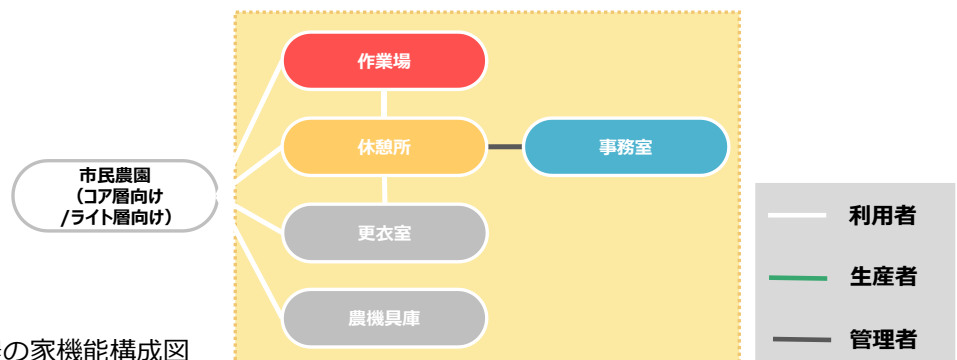 作業場
休憩所
事務室
市民農園
（コア層向け
/ライト層向け）
更衣室
農機具庫
利用者
生産者
管理者
の家機能構成図